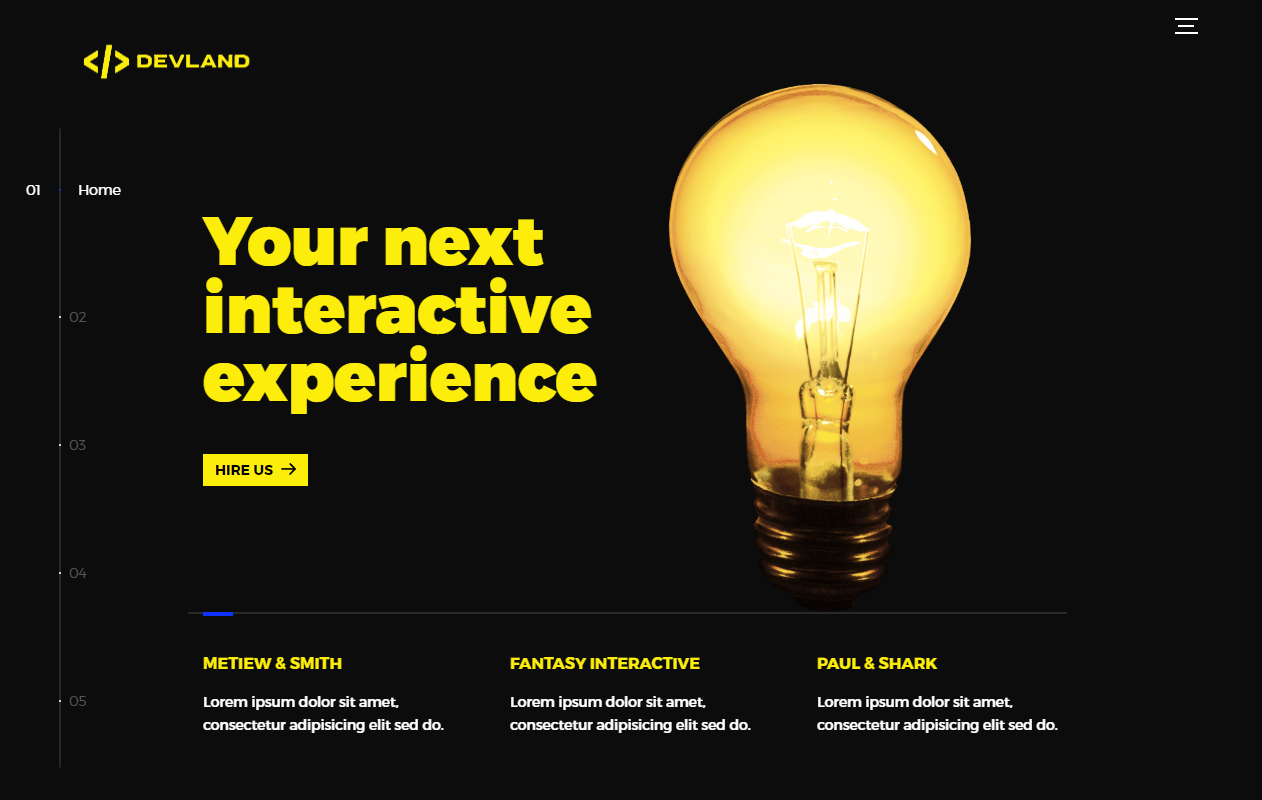 </> DEVLAND
01 Home
Your next
interactive
experience
02
03
HIRE US →
04
METIEW & SMITH
Lorem ipsum dolor sit amet,
consectetur adipisicing elit sed do.
FANTASY INTERACTIVE
Lorem ipsum dolor sit amet,
consectetur adipisicing elit sed do.
PAUL & SHARK
Lorem ipsum dolor sit amet,
consectetur adipisicing elit sed do.
05